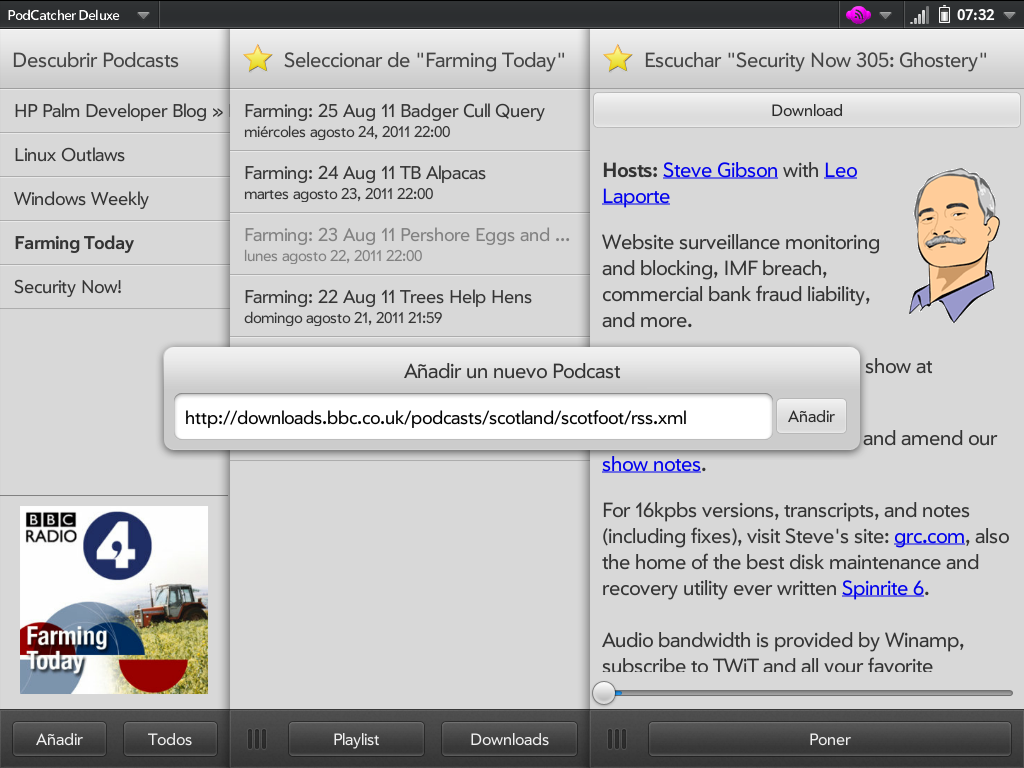 PodCatcher Deluxe
07:32
Descubrir Podcasts
HP Palm Developer Blog »
Linux Outlaws
Windows Weekly
Farming Today
Security Now!
BBC
RADIO
4
Farming
Today
Añadir
Todos
Seleccionar de "Farming Today"
Farming: 25 Aug 11 Badger Cull Query
miércoles agosto 24, 2011 22:00
Farming: 24 Aug 11 TB Alpacas
martes agosto 23, 2011 22:00
Farming: 23 Aug 11 Pershore Eggs and ...
lunes agosto 22, 2011 22:00
Farming: 22 Aug 11 Trees Help Hens
domingo agosto 21, 2011 21:59
Playlist
Downloads
Añadir un nuevo Podcast
http://downloads.bbc.co.uk/podcasts/scotland/scotfoot/rss.xml
Añadir
Escuchar "Security Now 305: Ghostery"
Download
Hosts: Steve Gibson with Leo
Laporte
Website surveillance monitoring
and blocking, IMF breach,
commercial bank fraud liability,
and more.
show at
and amend our
show notes.
For 16kpbs versions, transcripts, and notes
(including fixes), visit Steve's site: grc.com, also
the home of the best disk maintenance and
recovery utility ever written Spinrite 6.
Audio bandwidth is provided by Winamp,
subscribe to TWiT and all your favorite
Poner